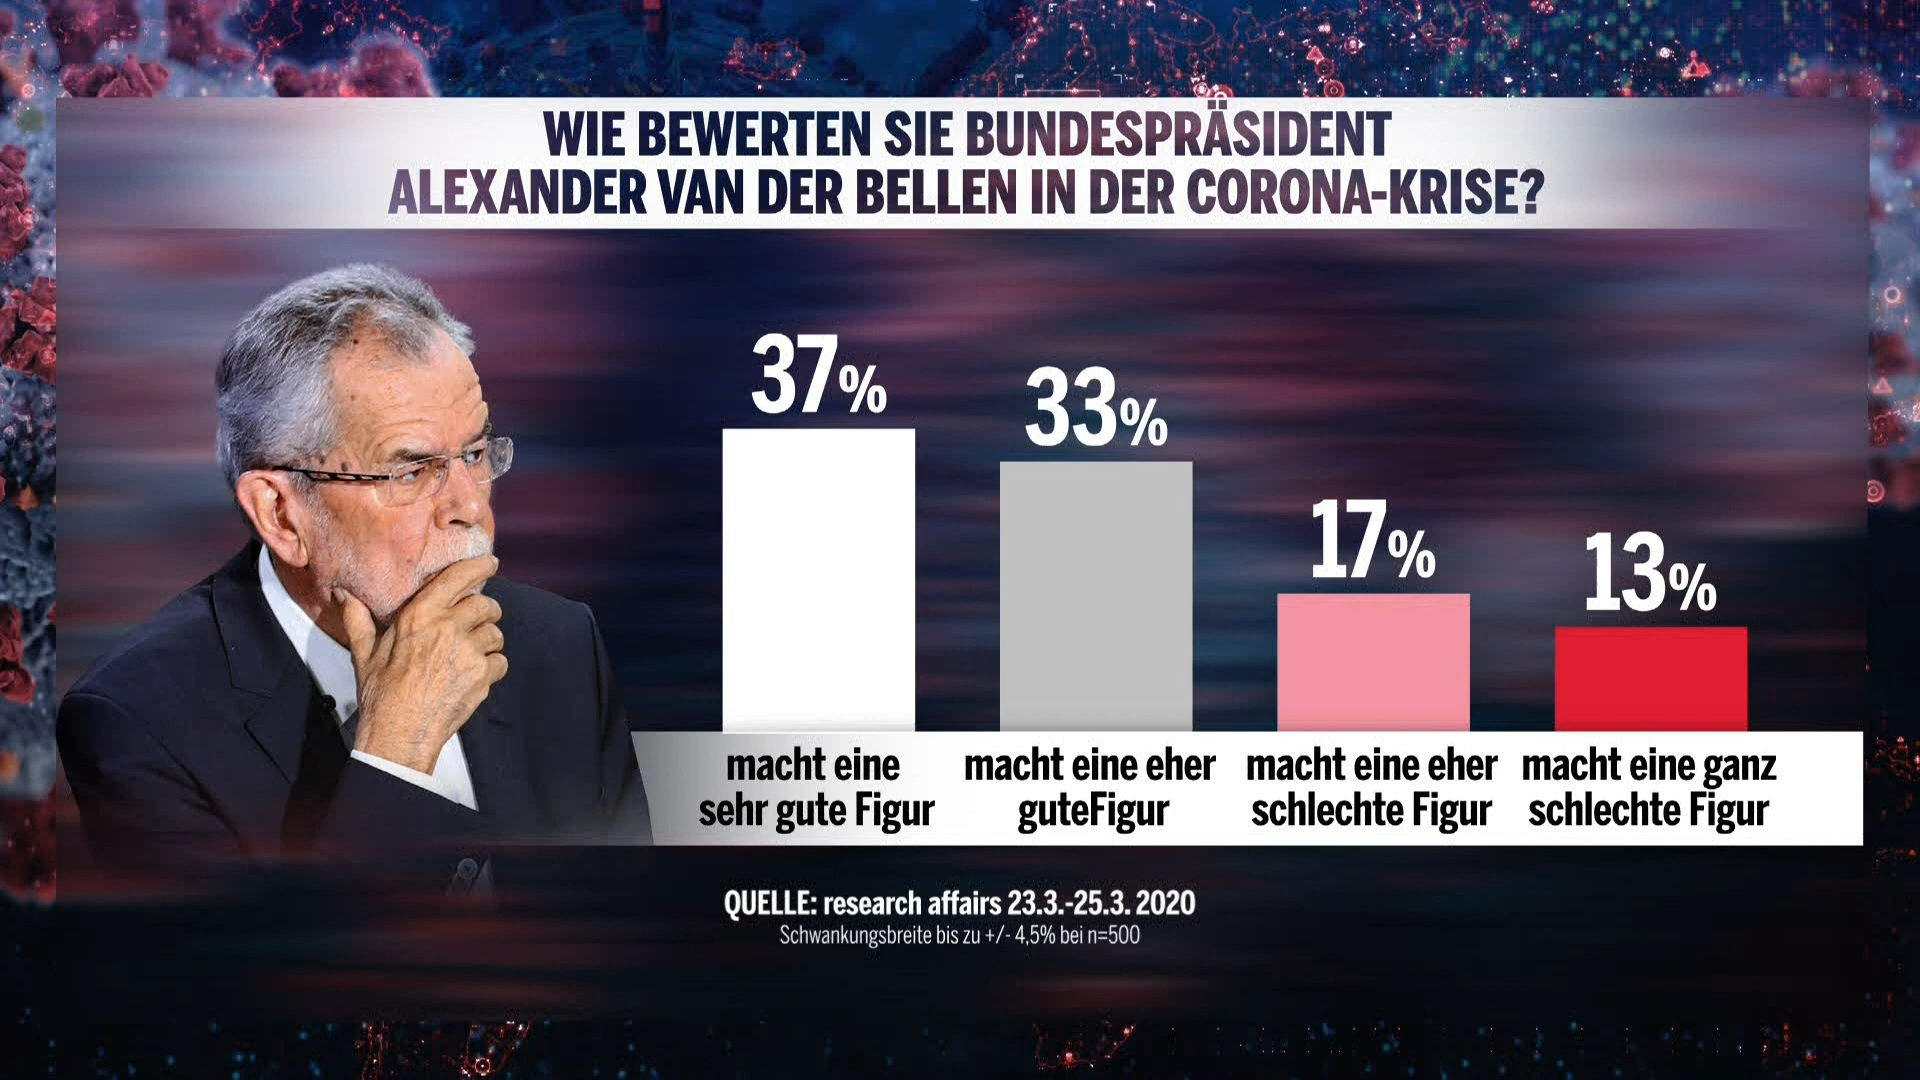 WIE BEWERTEN SIE BUNDESPRÄSIDENT
ALEXANDER VAN DER BELLEN IN DER CORONA-KRISE?
37%
33%
17%
13%
macht eine
sehr gute Figur
macht eine eher
guteFigur
macht eine eher
schlechte Figur
macht eine ganz
schlechte Figur
QUELLE: research affairs 23.3.-25.3. 2020
Schwankungsbreite bis zu +/- 4,5% bei n=500